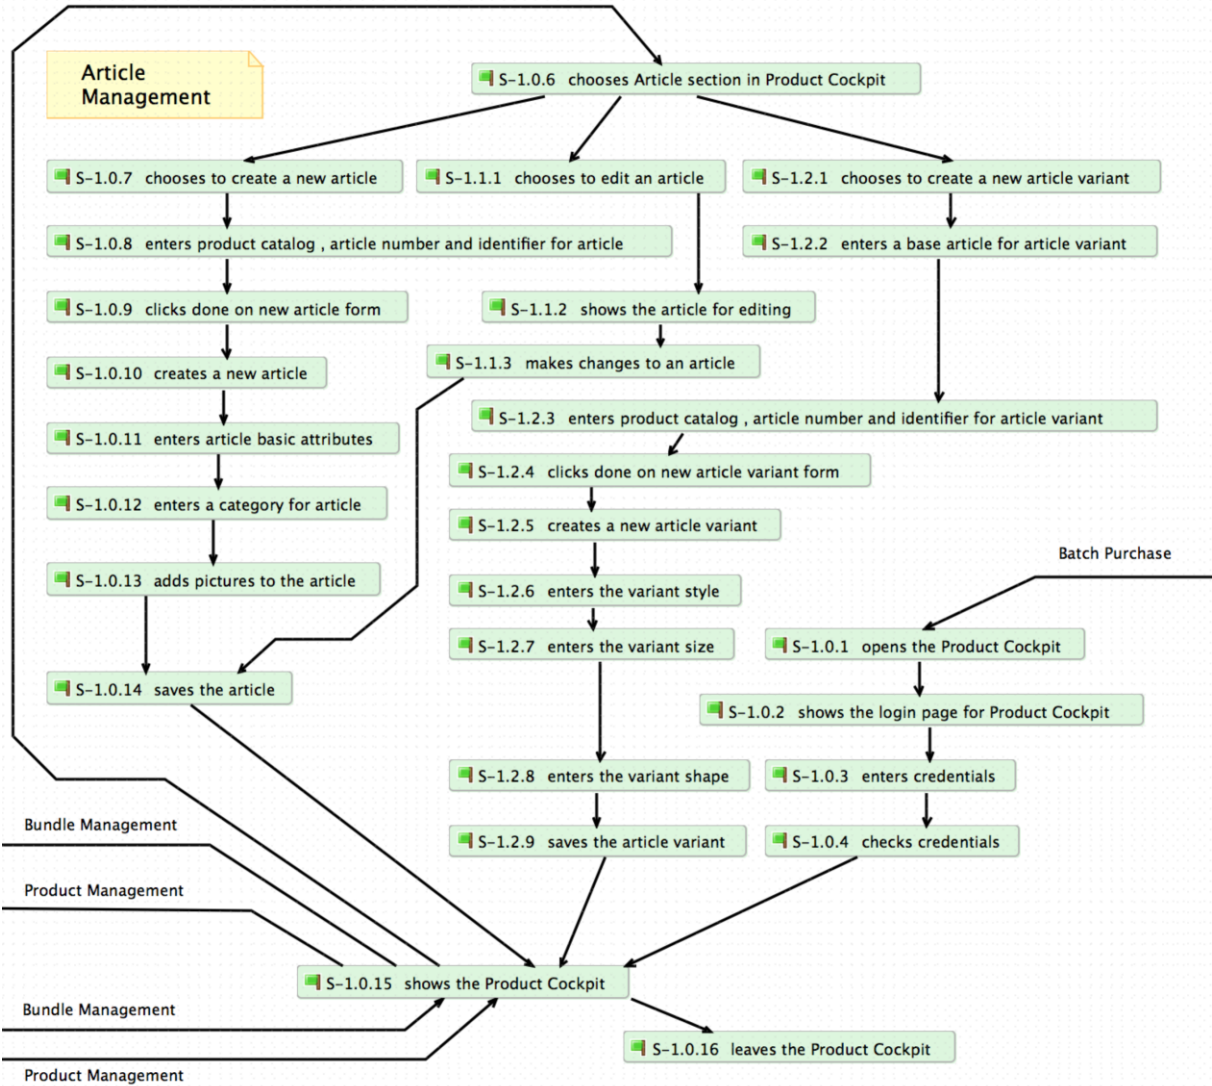 Article
Management
S-1.0.6 chooses Article section in Product Cockpit
S-1.0.7 chooses to create a new article
S-1.1.1 chooses to edit an article
S-1.2.1 chooses to create a new article variant
S-1.0.8 enters product catalog , article number and identifier for article
S-1.2.2 enters a base article for article variant
S-1.0.9 clicks done on new article form
S-1.1.2 shows the article for editing
S-1.0.10 creates a new article
S-1.1.3 makes changes to an article
S-1.2.3 enters product catalog , article number and identifier for article variant
S-1.0.11 enters article basic attributes
S-1.2.4 clicks done on new article variant form
S-1.0.12 enters a category for article
S-1.2.5 creates a new article variant
Batch Purchase
S-1.0.13 adds pictures to the article
S-1.2.6 enters the variant style
S-1.2.7 enters the variant size
S-1.0.1 opens the Product Cockpit
S-1.0.14 saves the article
S-1.0.2 shows the login page for Product Cockpit
S-1.2.8 enters the variant shape
S-1.0.3 enters credentials
Bundle Management
S-1.2.9 saves the article variant
S-1.0.4 checks credentials
Product Management
S-1.0.15 shows the Product Cockpit
Bundle Management
S-1.0.16 leaves the Product Cockpit
Product Management